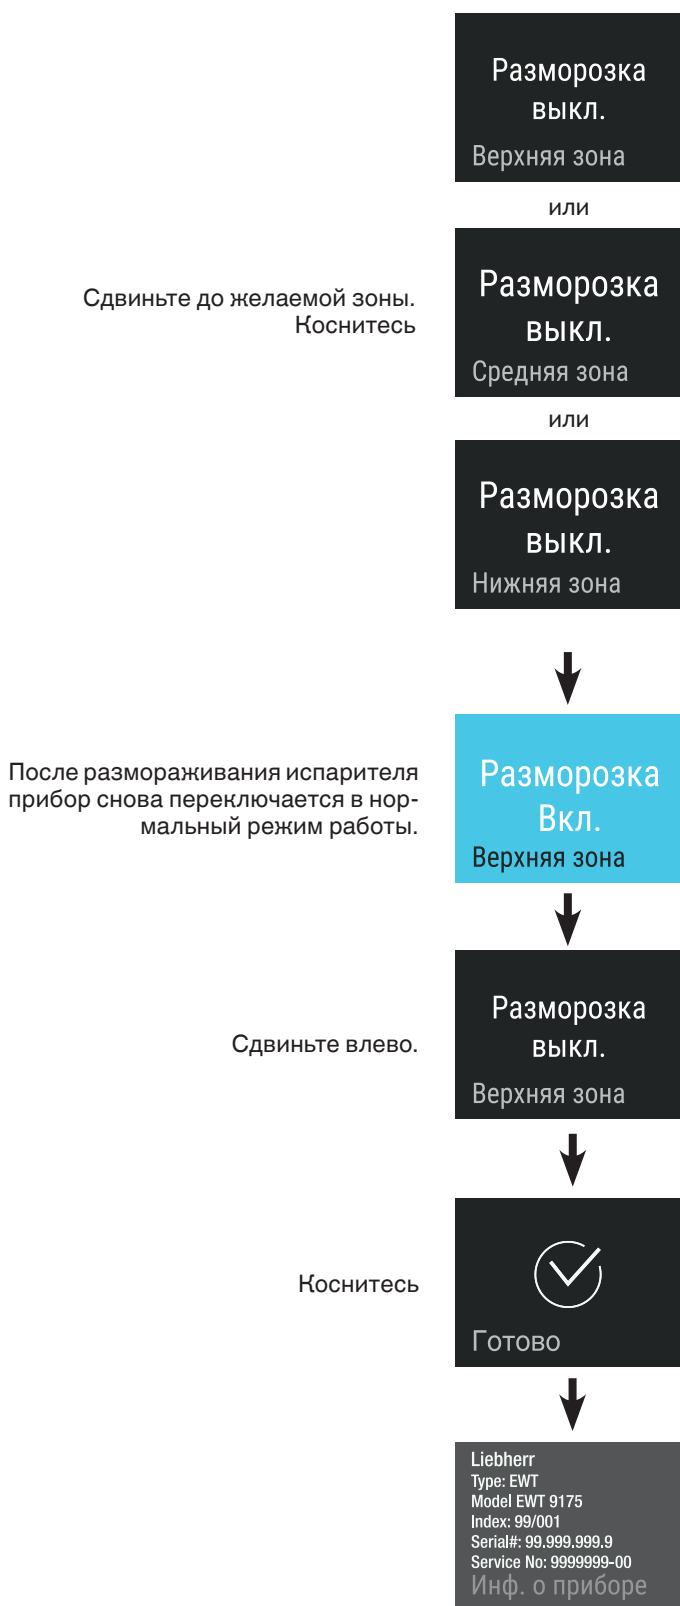 Разморозка
выкл.
Верхняя зона
или
Сдвиньте до желаемой зоны.
Коснитесь
Разморозка
выкл.
Средняя зона
или
Разморозка
выкл.
Нижняя зона
После размораживания испарителя
прибор снова переключается в нор-
мальный режим работы.
Разморозка
Вкл.
Верхняя зона
Сдвиньте влево.
Разморозка
выкл.
Верхняя зона
Коснитесь
Готово
Liebherr
Type: EWT
Model EWT 9175
Index: 99/001
Serial#: 99.999.999.9
Service No: 9999999-00
Инф. о приборе